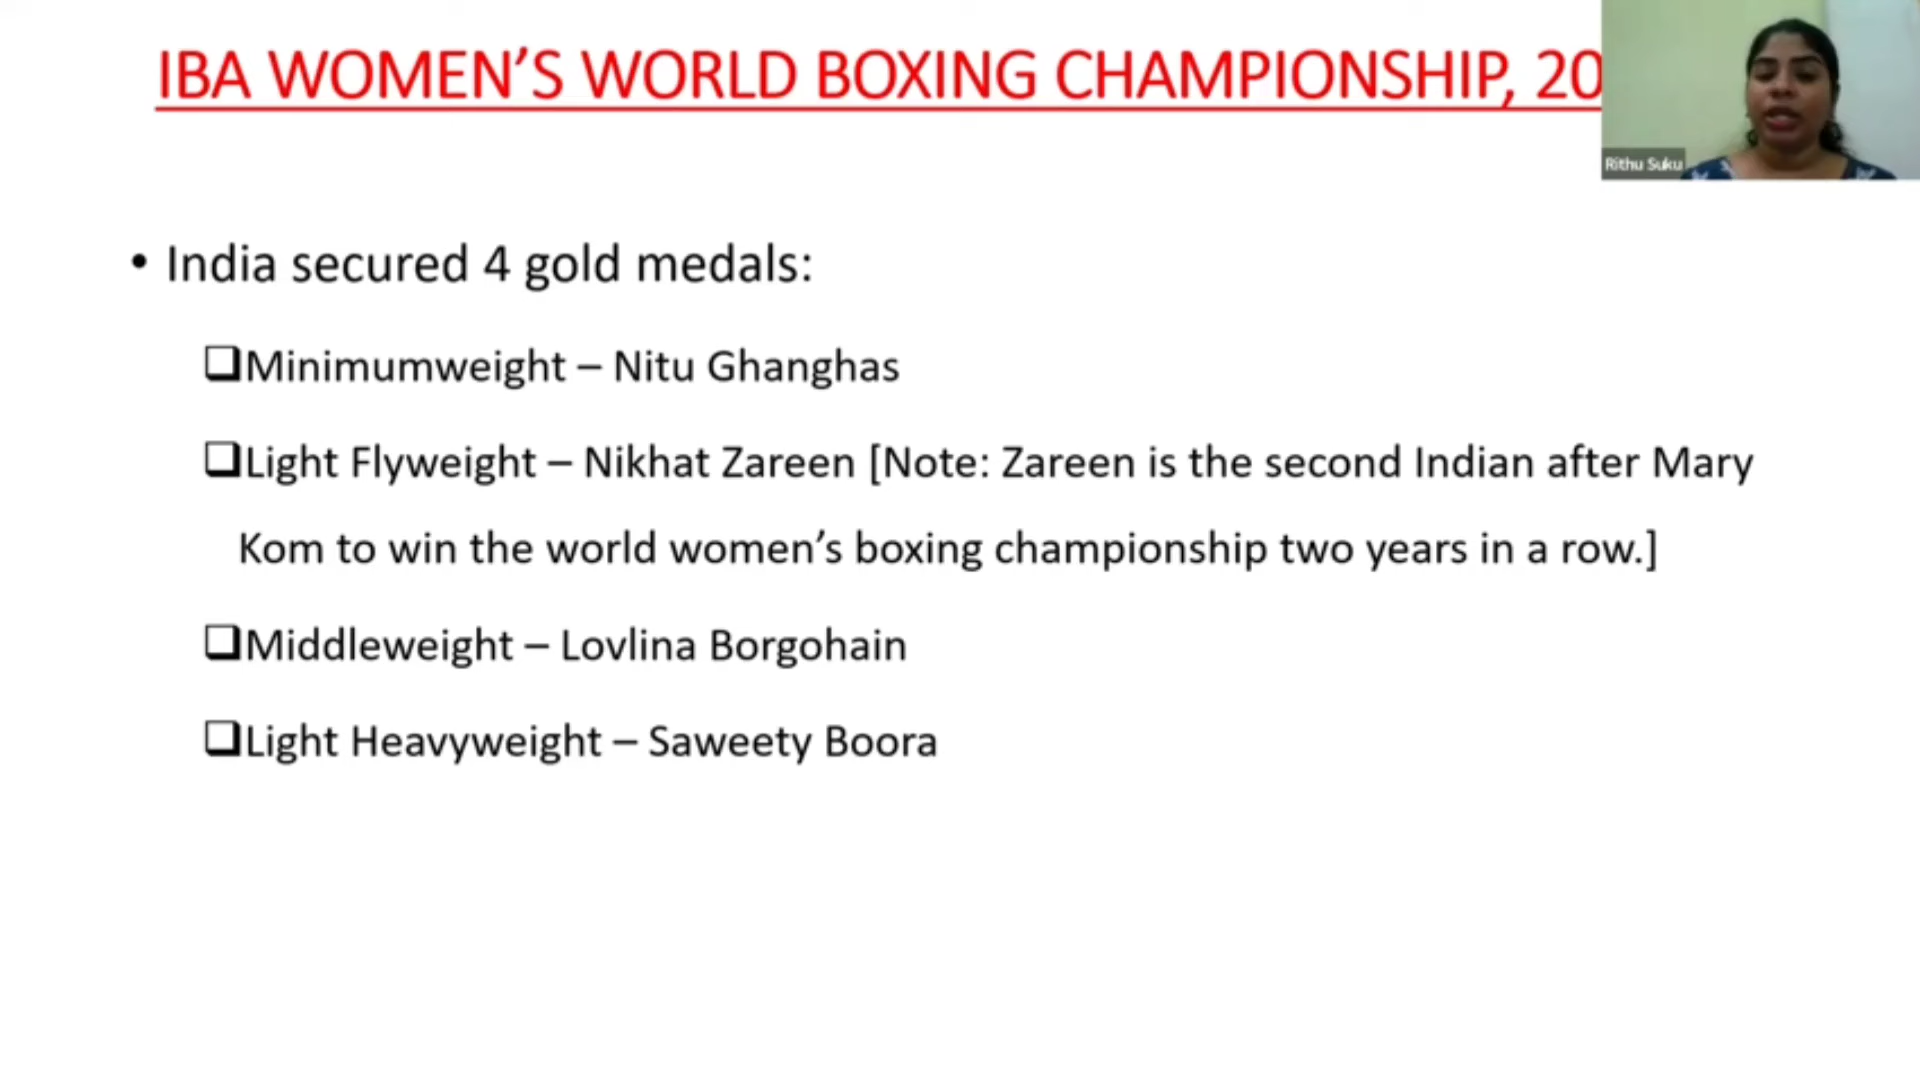 IBA WOMEN’S WORLD BOXING CHAMPIONSHIP, 20
Rithu Suku
• India secured 4 gold medals:
❑Minimumweight – Nitu Ghanghas
❑Light Flyweight – Nikhat Zareen [Note: Zareen is the second Indian after Mary
Kom to win the world women’s boxing championship two years in a row.]
❑Middleweight – Lovlina Borgohain
❑Light Heavyweight – Saweety Boora